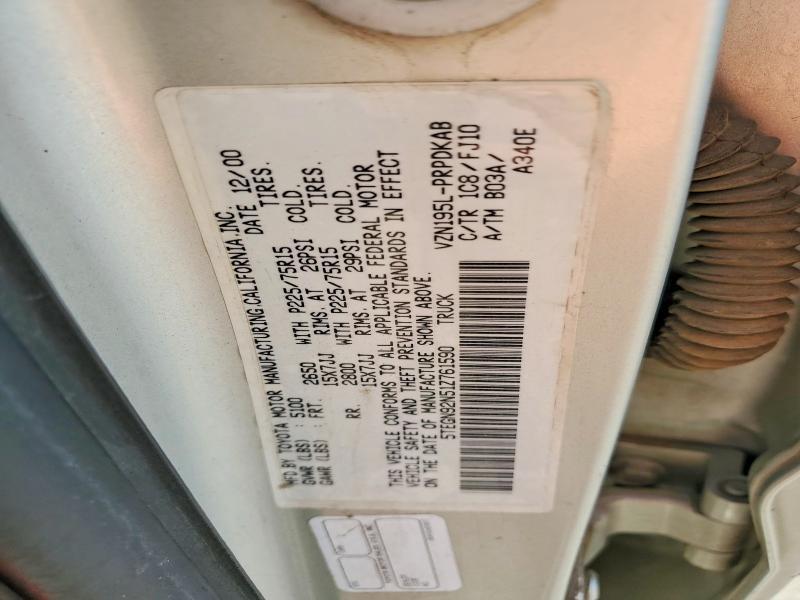 MFD BY TOYOTA MOTOR MANUFACTURING,CALIFORNIA,INC.
GVWR (LBS) : 5100 DATE 12/00
GAWR (LBS) : FRT. 2650 WITH P225/75R15 TIRES.
15X7JJ RIMS. AT 26PSI COLD.
RR. 2800 WITH P225/75R15 TIRES.
15X7JJ RIMS. AT 29PSI COLD.
THIS VEHICLE CONFORMS TO ALL APPLICABLE FEDERAL MOTOR
VEHICLE SAFETY AND THEFT PREVENTION STANDARDS IN EFFECT
ON THE DATE OF MANUFACTURE SHOWN ABOVE.
5TEGN92N51Z761590 TRUCK
VZN195L-PRPDKAB
C/TR 1C8/FJ10
A/TM B03A/
A340E